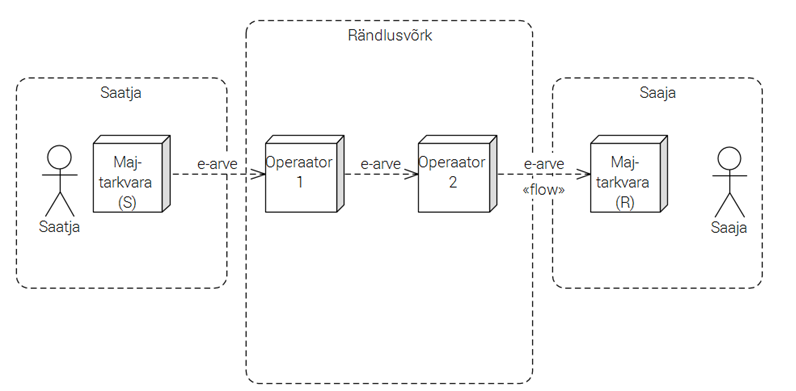 Rändlusvõrk
Saatja
Saaja
Maj-
tarkvara
(S)
Saatja
e-arve
Operaator
1
e-arve
Operaator
2
e-arve
«flow»
Maj-
tarkvara
(R)
Saaja